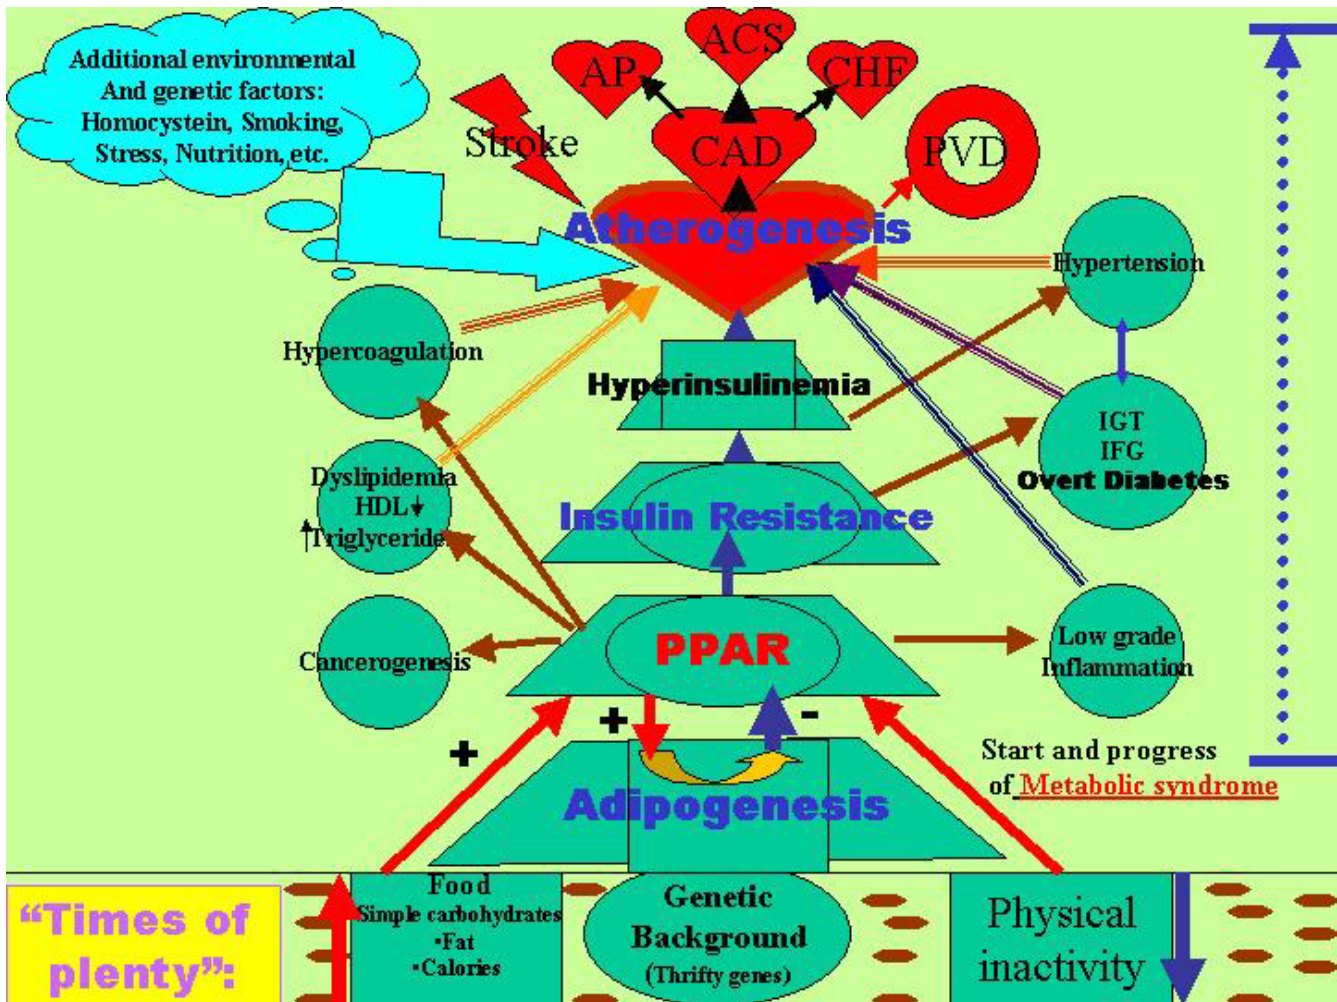 Additional environmental
And genetic factors:
Homocystein, Smoking,
Stress, Nutrition, etc.
Stroke
AP
ACS
CHF
CAD
PVD
Atherogenesis
Hypertension
Hypercoagulation
Hyperinsulinemia
IGT
IFG
Overt Diabetes
Dyslipidemia
HDL
Triglyceride.
Insulin Resistance
Cancerogenesis
PPAR
Low grade
Inflammation
+
+
-
Start and progress
of Metabolic syndrome
Adipogenesis
"Times of
plenty":
Food
Simple carbohydrates
•Fat
•Calories
Genetic
Background
(Thrifty genes)
Physical
inactivity